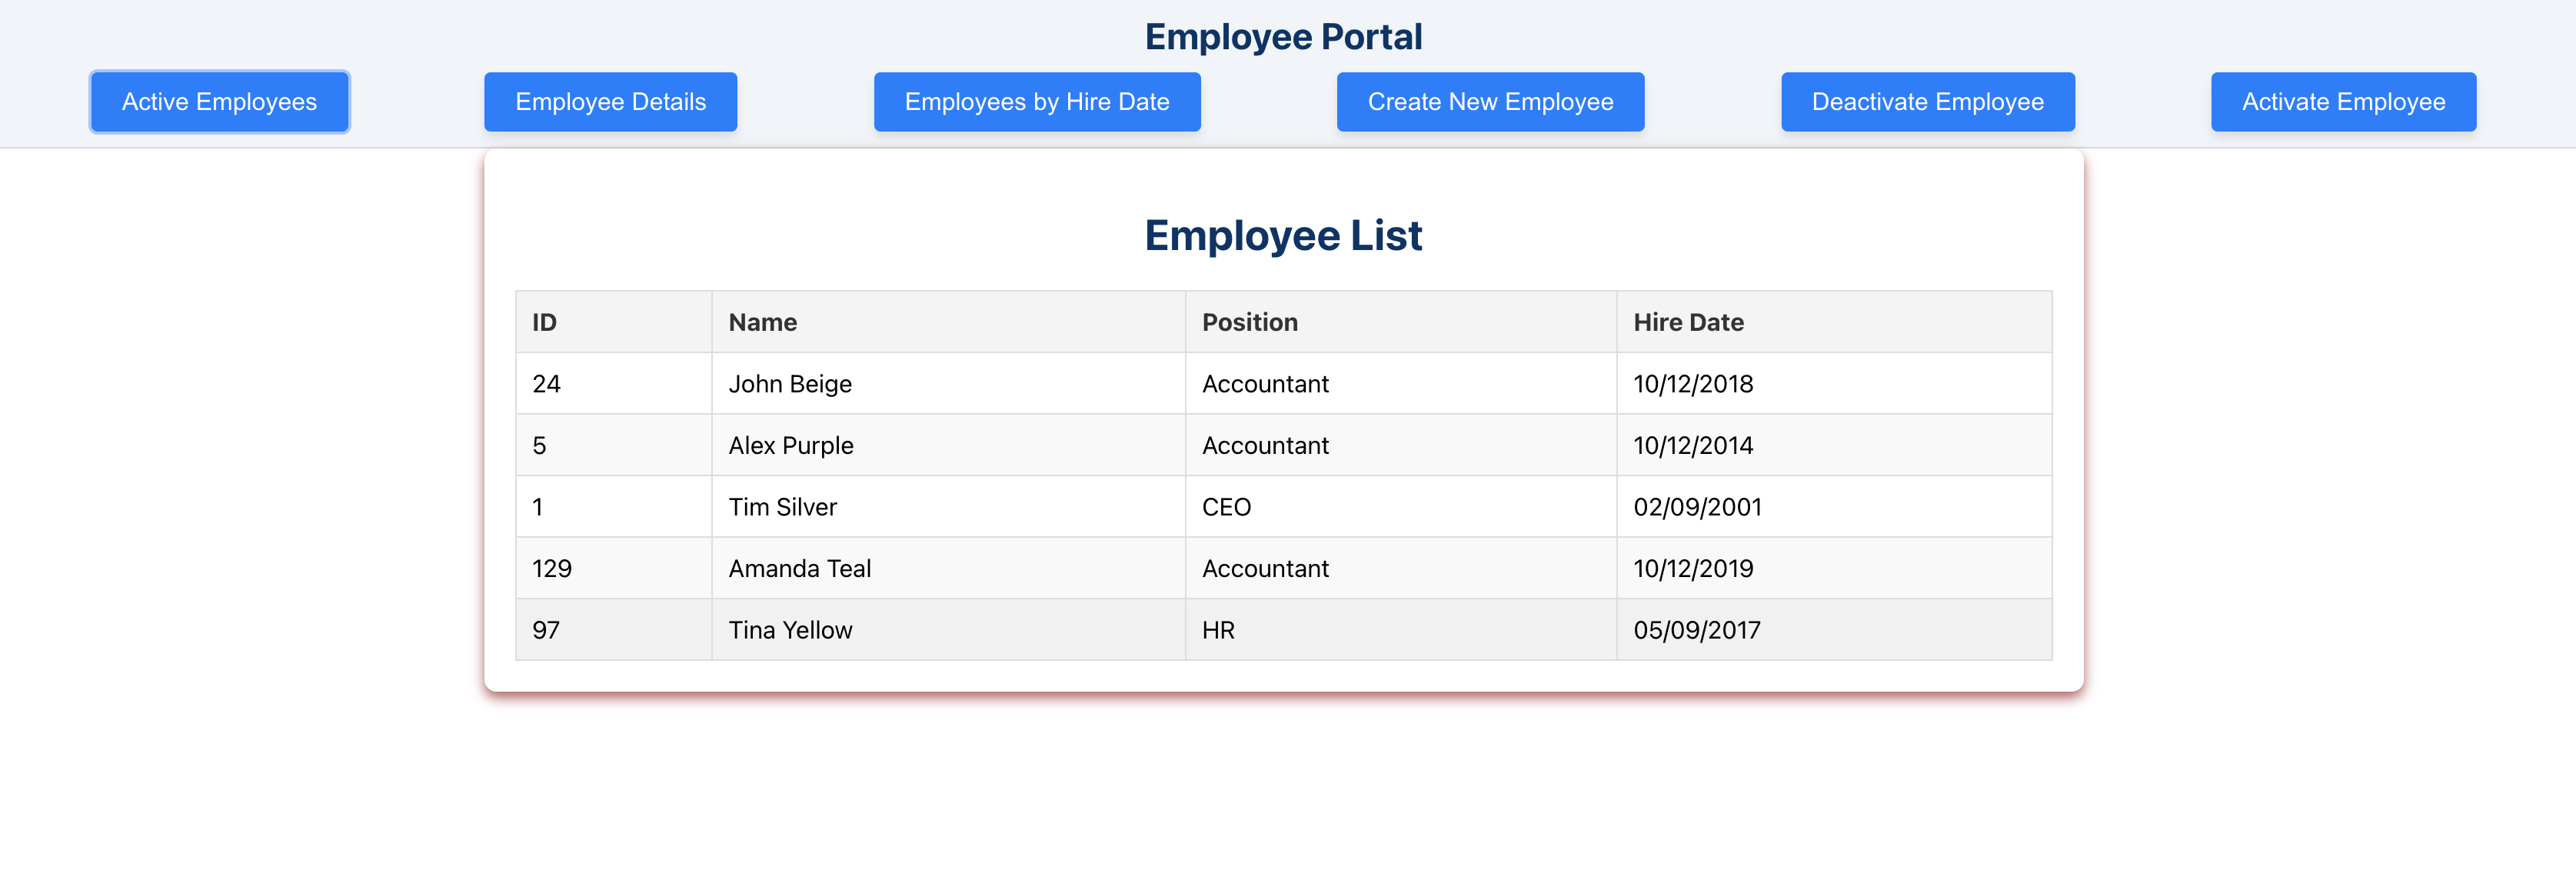 Employee Portal
Active Employees Employee Details Employees by Hire Date Create New Employee Deactivate Employee Activate Employee
Employee List
ID Name Position Hire Date
24 John Beige Accountant 10/12/2018
5 Alex Purple Accountant 10/12/2014
1 Tim Silver CEO 02/09/2001
129 Amanda Teal Accountant 10/12/2019
97 Tina Yellow HR 05/09/2017